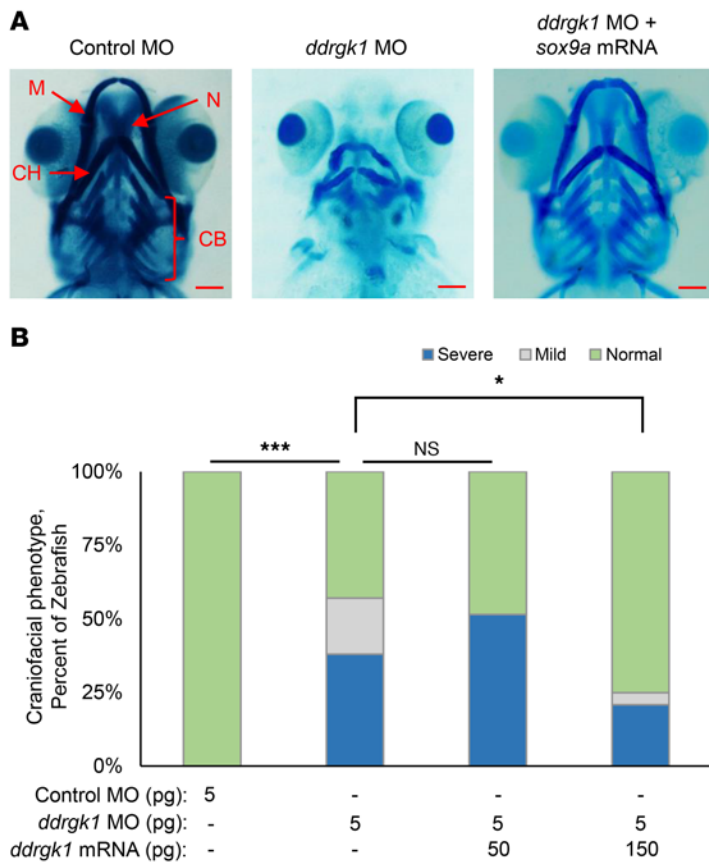 A
Control MO
ddrgk1 MO
ddrgk1 MO +
sox9a mRNA
M
N
CH
CB
B
Severe
Mild
Normal
*
***
NS
100%
75%
50%
25%
0%
Craniofacial phenotype,
Percent of Zebrafish
Control MO (pg): 5 - - -
ddrgk1 MO (pg): - 5 5 5
ddrgk1 mRNA (pg): - - 50 150